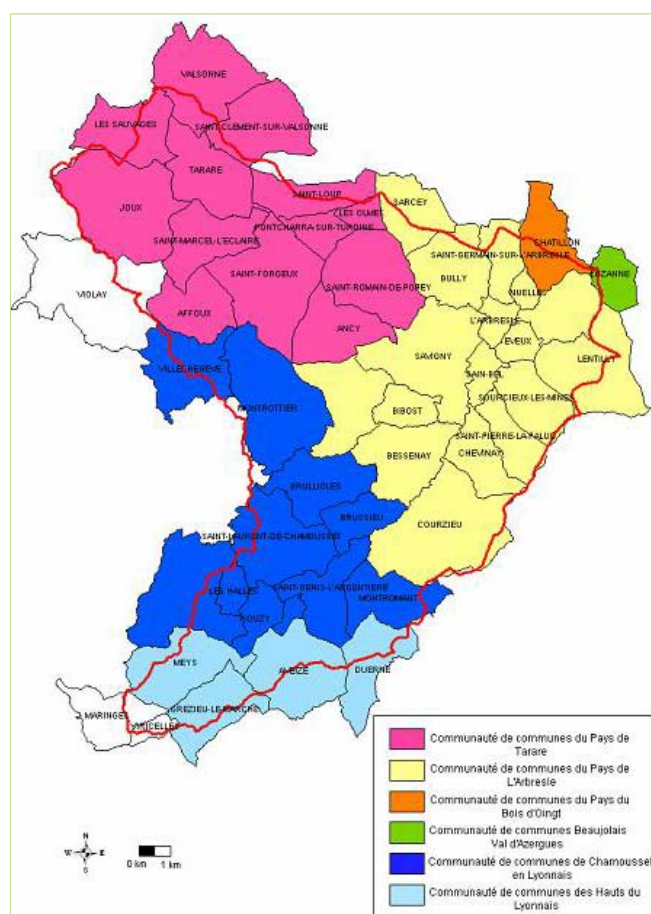 VALSONNE
LES SAUVAGES
SAINT-CLEMENT-SUR-VALSONNE
TARARE
SAINT-LOUP
SARCEY
JOUX
LES OLMES
PONTCHARRA-SUR-TURDINE
CHATILLON
SAINT-MARCEL-L'ECLAIRE
SAINT-GERMAIN-SUR-L'ARBRESLE
BULLY
SAINT-FORGEUX
SAINT-ROMAIN-DE-POPEY
NUELLES
VIOLAY
AFFOUX
L'ARBRESLE
ANCY
EVEUX
SAVIGNY
LENTILLY
VILLECHENEVE
SAIN-BEL
SOURCIEUX-LES-MINES
MONTROTTIER
BIBOST
SAINT-PIERRE-LA-PALUD
BESSENAY
CHEVINAY
BRULLIOLES
BRUSSIEU
COURZIEU
SAINT-LAURENT-DE-CHAMOUSSET
LES HALLES
SAINT-GENIS-L'ARGENTIERE
MONTROMANT
SOUZY
MEYS
AVEIZE
DUERNE
MARINGES
GREZIEU-LE-MARCHE
VIRICELLES
Communauté de communes du Pays de
Tarare
Communauté de communes du Pays de
L'Arbresle
Communauté de communes du Pays du
Bois d'Oingt
Communauté de communes Beaujolais
Val d'Azergues
Communauté de communes de Chamousset
en Lyonnais
Communauté de communes des Hauts du
Lyonnais
N
W E
S
0 km 1 km